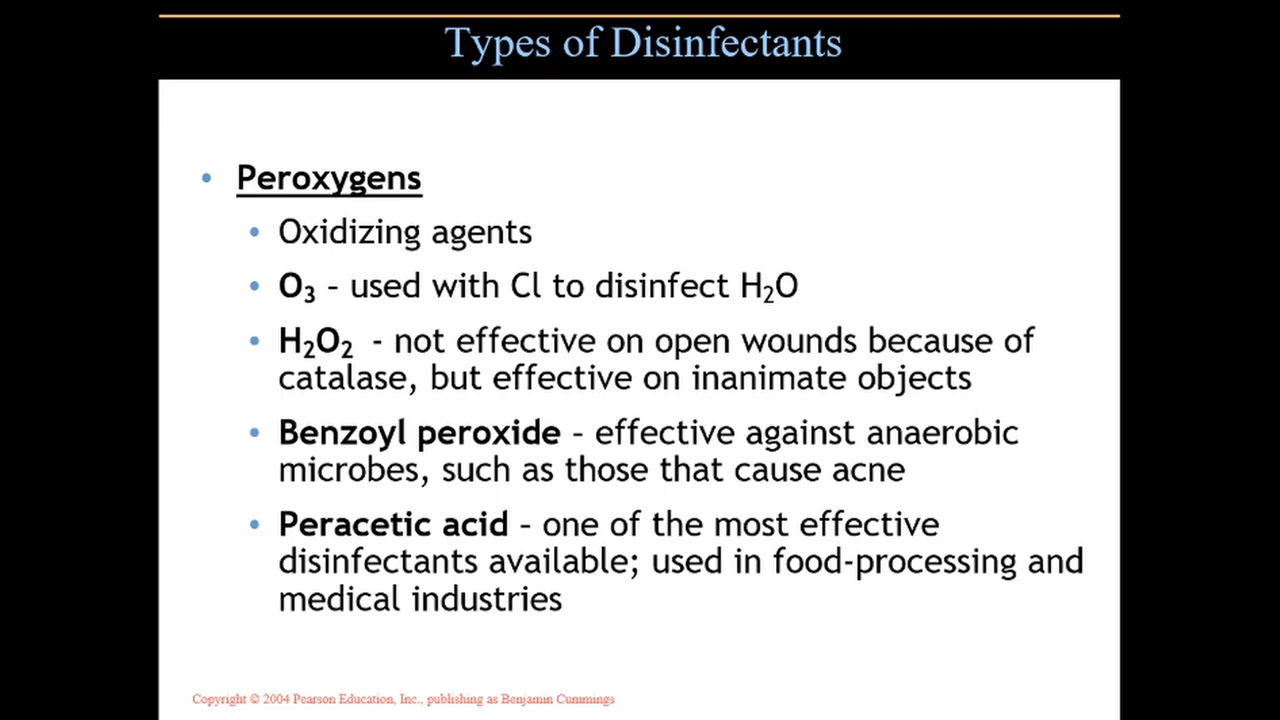 Types of Disinfectants
• Peroxygens
• Oxidizing agents
• O₃ – used with Cl to disinfect H₂O
• H₂O₂ - not effective on open wounds because of
catalase, but effective on inanimate objects
• Benzoyl peroxide – effective against anaerobic
microbes, such as those that cause acne
• Peracetic acid – one of the most effective
disinfectants available; used in food-processing and
medical industries
Copyright © 2004 Pearson Education, Inc., publishing as Benjamin Cummings